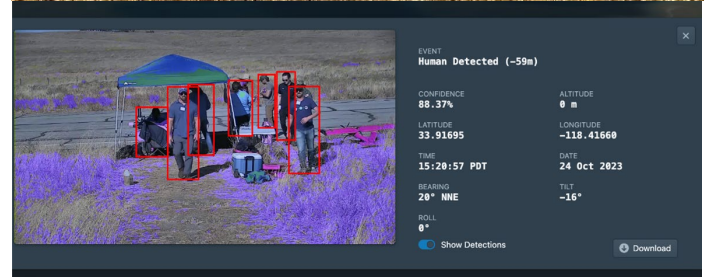 EVENT
Human Detected (~59m)
CONFIDENCE
88.37%
ALTITUDE
0 m
LATITUDE
33.91695
LONGITUDE
-118.41660
TIME
15:20:57 PDT
DATE
24 Oct 2023
BEARING
20° NNE
TILT
-16°
ROLL
0°
Show Detections
Download